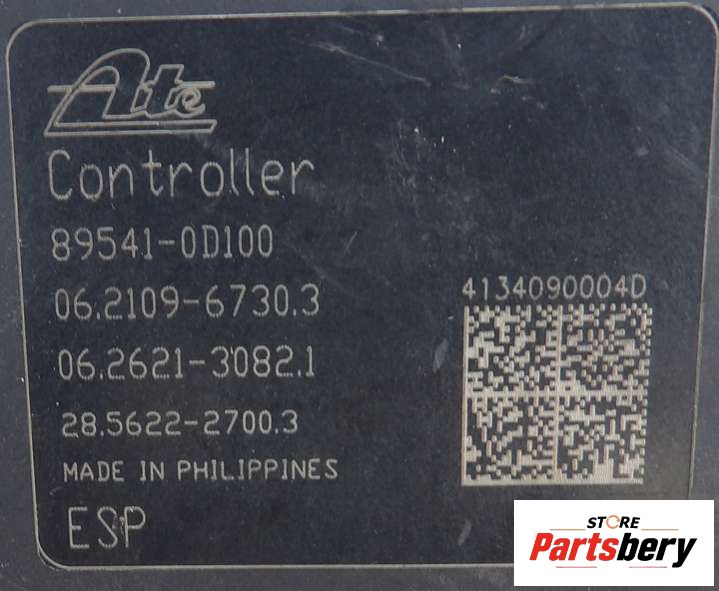 Ate
Controller
89541-0D100
06.2109-6730.3
06.2621-3082.1
28.5622-2700.3
MADE IN PHILIPPINES
ESP
4134090004D
STORE
Partsbery